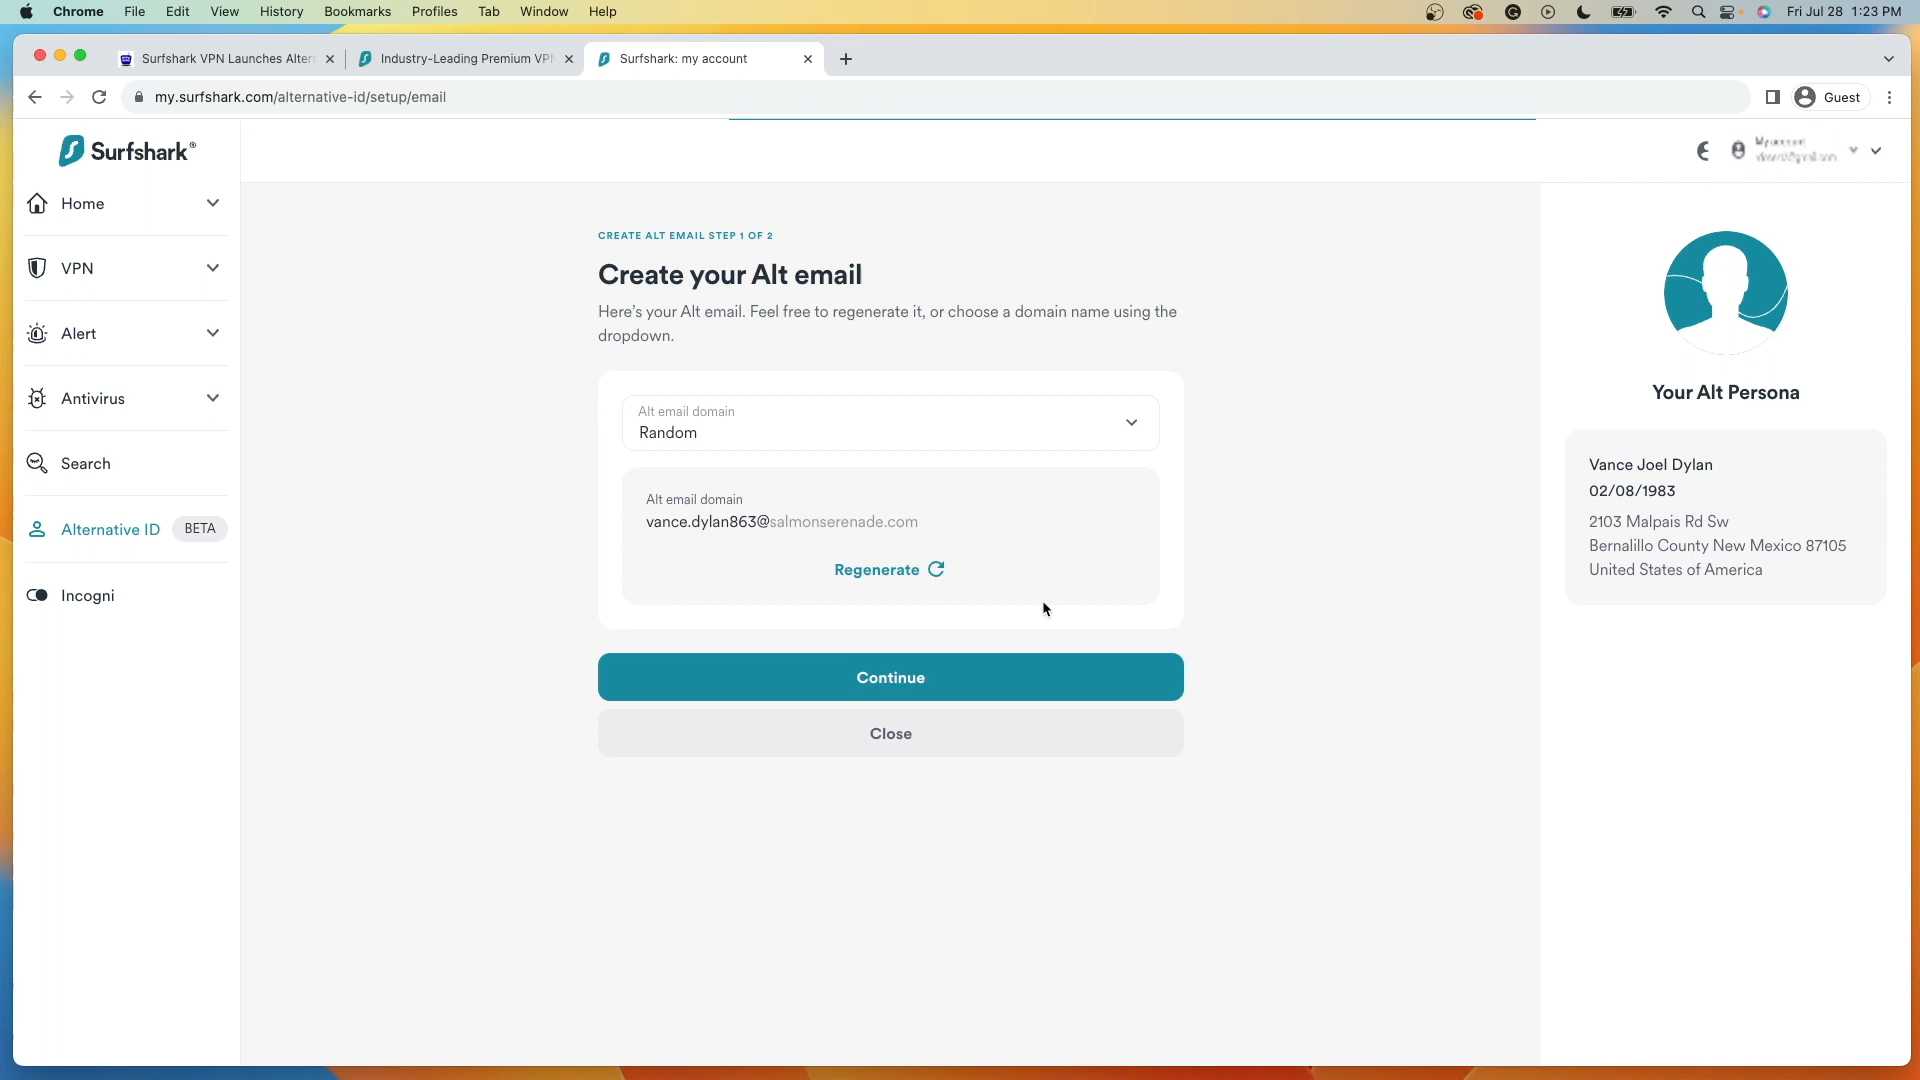 Chrome File Edit View History Bookmarks Profiles Tab Window Help
Fri Jul 28 1:23 PM
Surfshark VPN Launches Alter
Industry-Leading Premium VP
Surfshark: my account
my.surfshark.com/alternative-id/setup/email
Guest
Surfshark®
My account
Home
VPN
Alert
Antivirus
Search
Alternative ID BETA
Incogni
CREATE ALT EMAIL STEP 1 OF 2
Create your Alt email
Here’s your Alt email. Feel free to regenerate it, or choose a domain name using the
dropdown.
Alt email domain
Random
Alt email domain
vance.dylan863@salmonserenade.com
Regenerate
Continue
Close
Your Alt Persona
Vance Joel Dylan
02/08/1983
2103 Malpais Rd Sw
Bernalillo County New Mexico 87105
United States of America